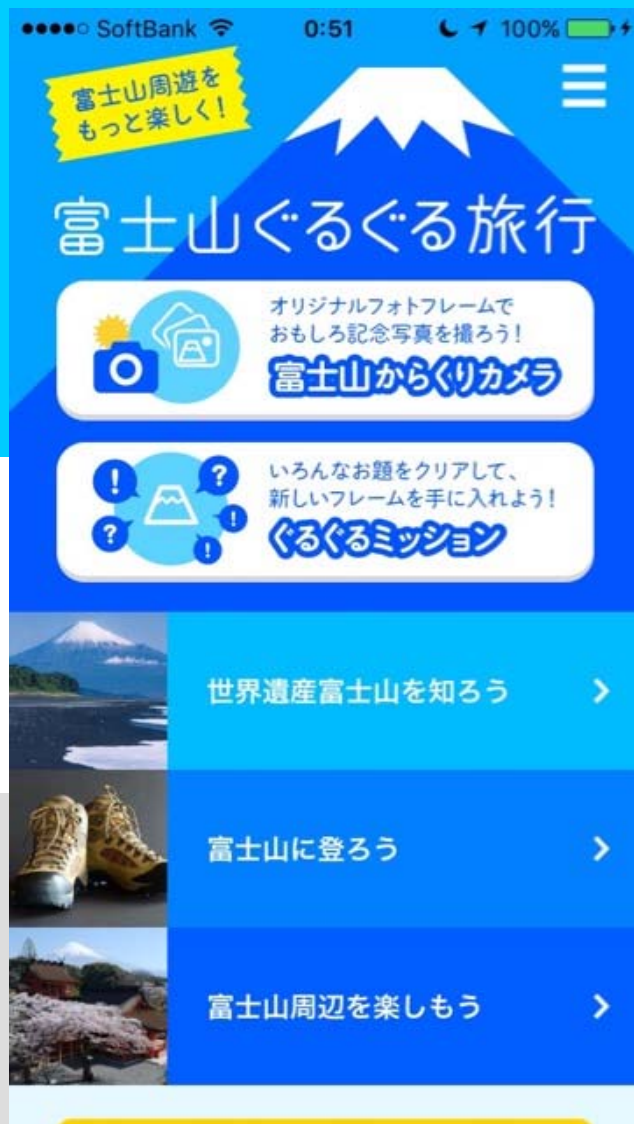 SoftBank 0:51 100%
富士山周遊を
もっと楽しく!
富士山ぐるぐる旅行
オリジナルフォトフレームで
おもしろ記念写真を撮ろう!
富士山からくりカメラ
いろんなお題をクリアして、
新しいフレームを手に入れよう!
ぐるぐるミッション
世界遺産富士山を知ろう
富士山に登ろう
富士山周辺を楽しもう